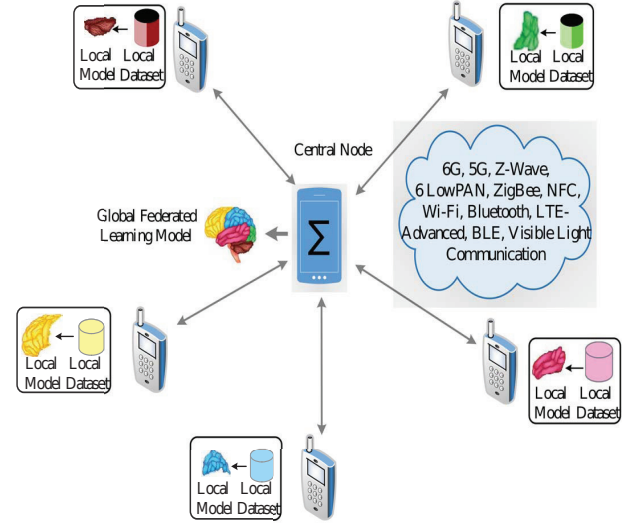 Local Local
Model Dataset
Local Local
Model Dataset
Central Node
6G, 5G, Z-Wave,
6 LowPAN, ZigBee, NFC,
Wi-Fi, Bluetooth, LTE-
Advanced, BLE, Visible Light
Communication
Global Federated
Learning Model
Σ
Local Local
Model Dataset
Local Local
Model Dataset
Local Local
Model Dataset